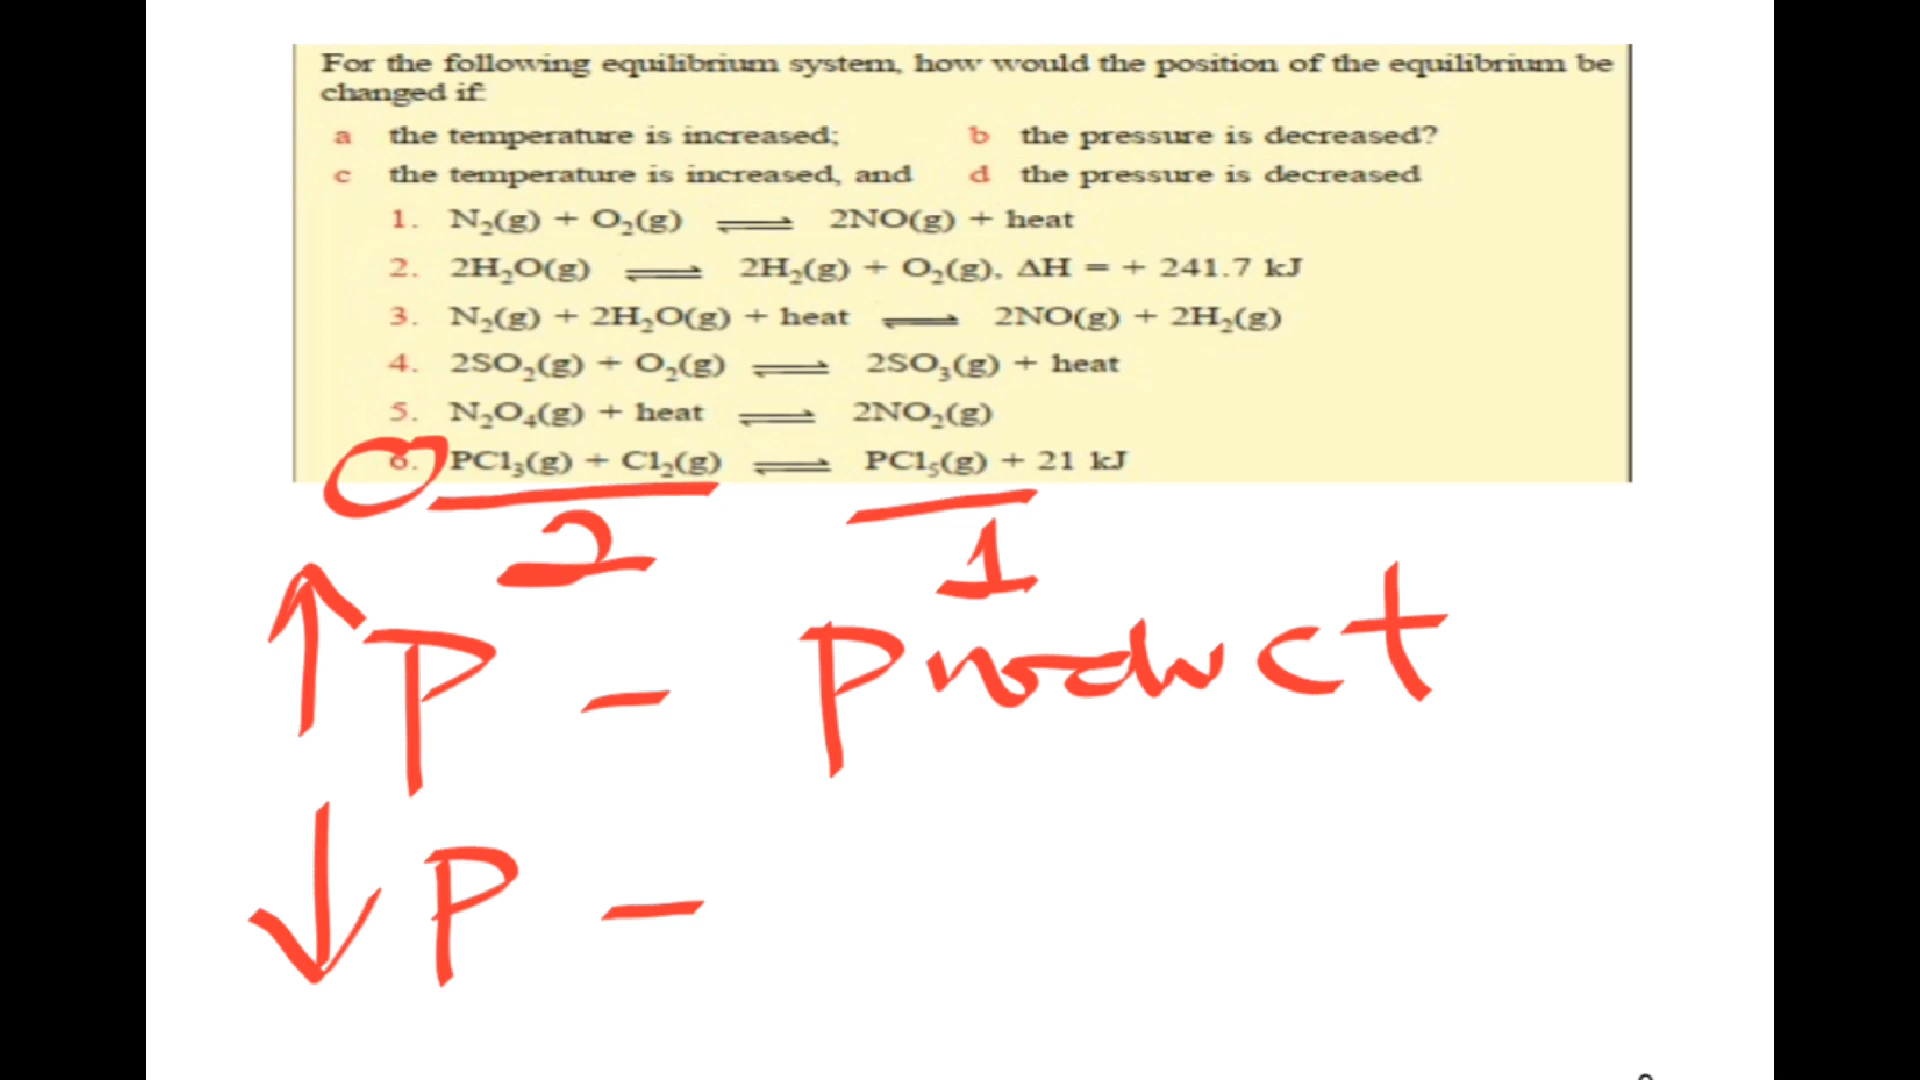 For the following equilibrium system, how would the position of the equilibrium be
changed if:
a the temperature is increased; b the pressure is decreased?
c the temperature is increased, and d the pressure is decreased
1. N₂(g) + O₂(g) ⇌ 2NO(g) + heat
2. 2H₂O(g) ⇌ 2H₂(g) + O₂(g), ΔH = + 241.7 kJ
3. N₂(g) + 2H₂O(g) + heat ⇌ 2NO(g) + 2H₂(g)
4. 2SO₂(g) + O₂(g) ⇌ 2SO₃(g) + heat
5. N₂O₄(g) + heat ⇌ 2NO₂(g)
6. PCl₃(g) + Cl₂(g) ⇌ PCl₅(g) + 21 kJ
2 1
↑ P - product
↓ P -